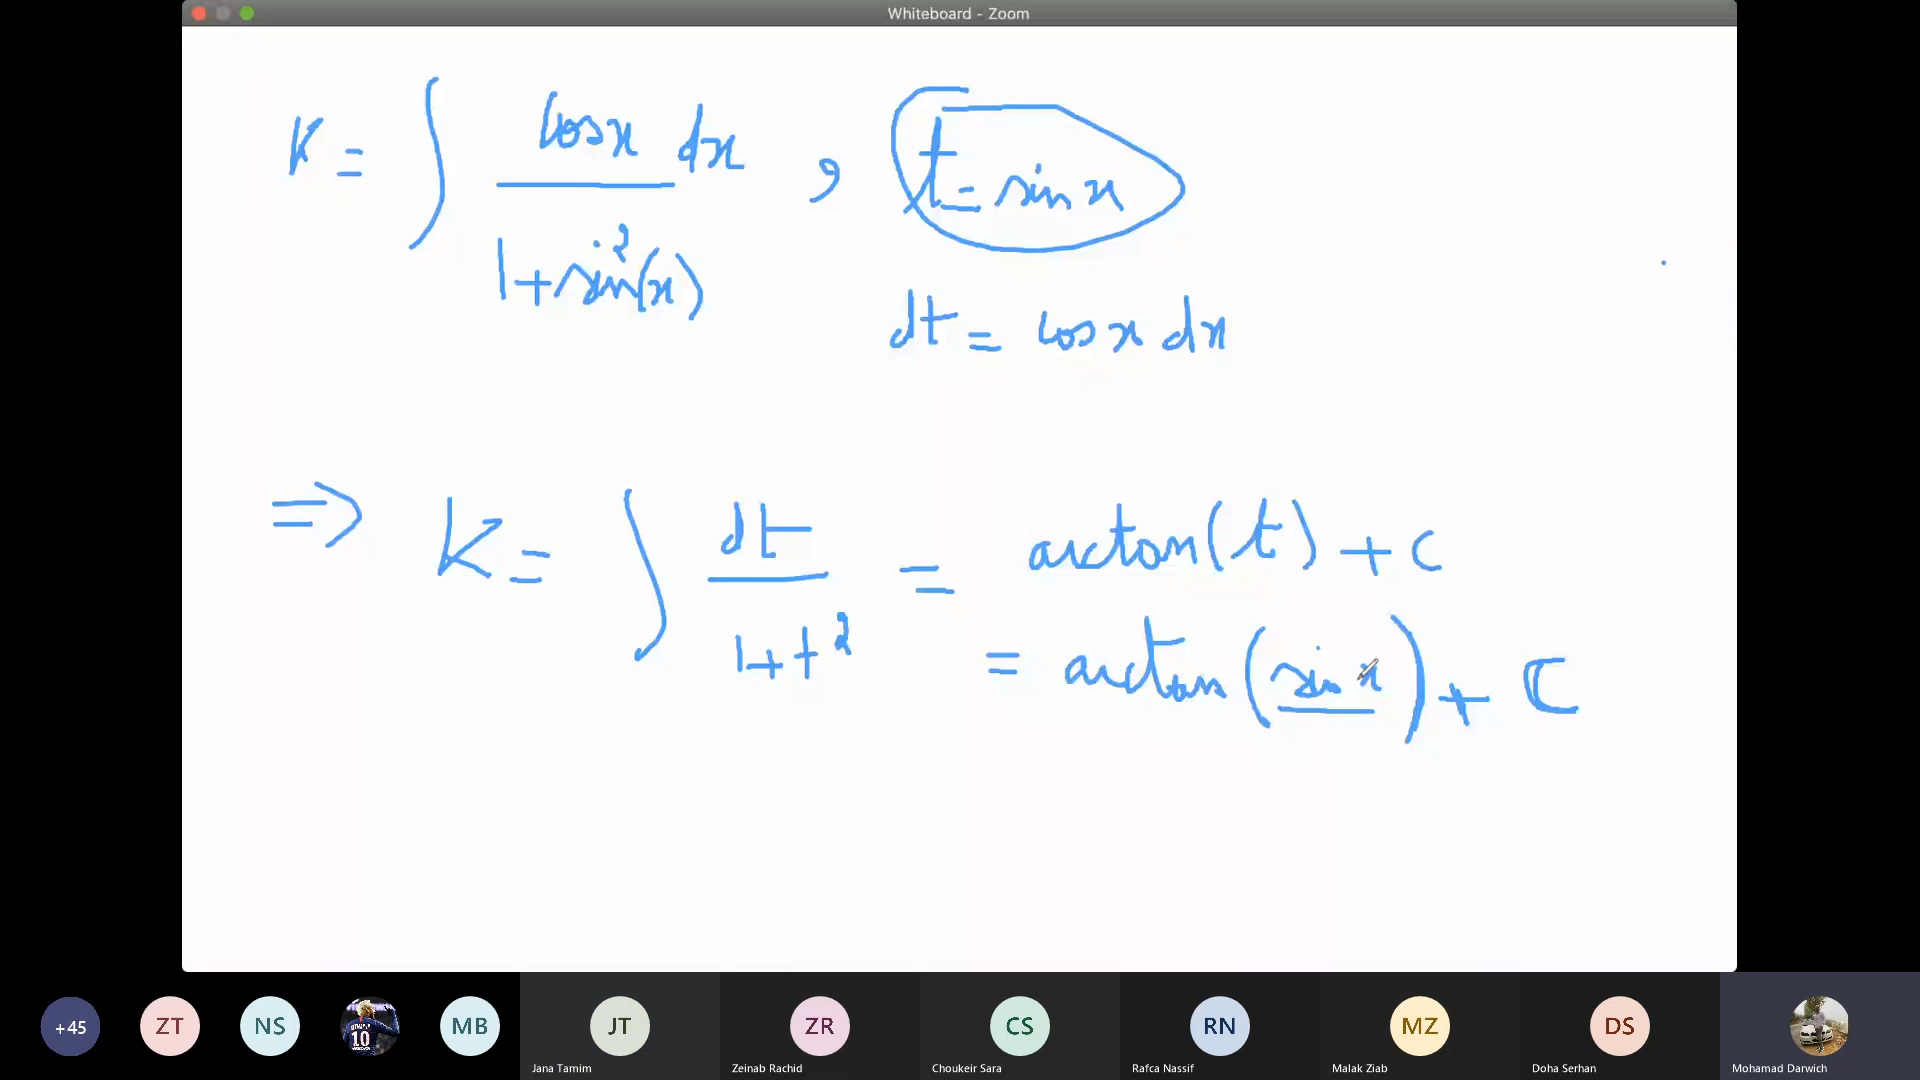 Whiteboard - Zoom
K = ∫ cosx dx / 1+sin²(x) , t = sin x
dt = cosx dx
=> K = ∫ dt / 1+t² = arctan(t) + c
= arctan(sin x) + C
+45
ZT
NS
10
MB
JT
ZR
CS
RN
MZ
DS
Jana Tamim
Zeinab Rachid
Choukeir Sara
Rafca Nassif
Malak Ziab
Doha Serhan
Mohamad Darwich